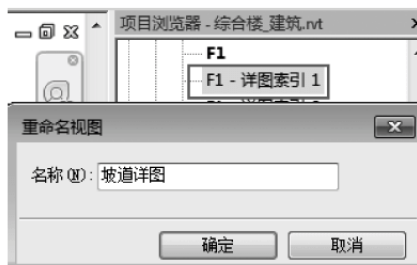 项目浏览器 - 综合楼_建筑.rvt
F1
F1 - 详图索引 1
重命名视图
名称(N): 坡道详图
确定
取消